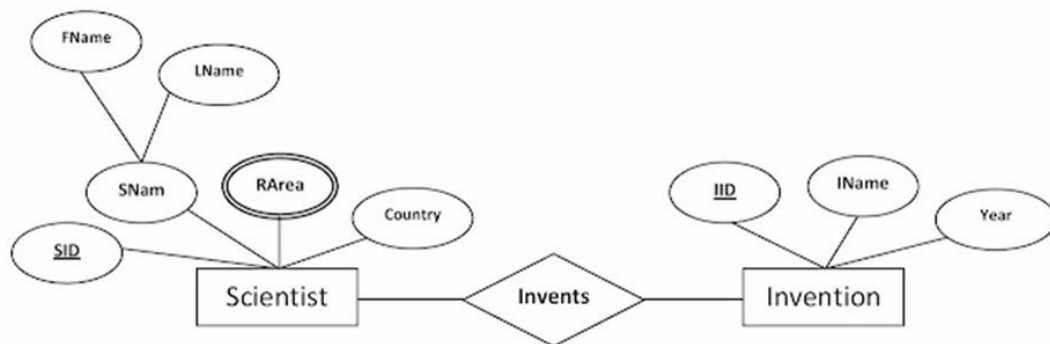 FName
LName
SNam
RArea
Country
SID
IID
IName
Year
Scientist
Invents
Invention